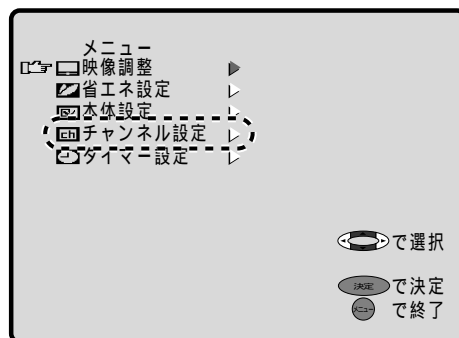 メニュー
映像調整
省エネ設定
本体設定
chチャンネル設定
タイマー設定
で選択
決定 で決定
メニュー で終了